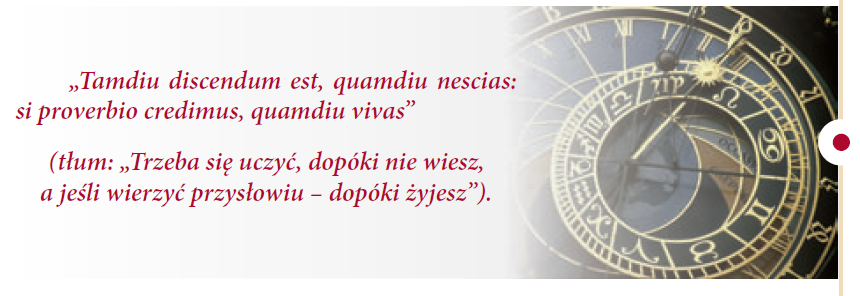 „Tamdiu discendum est, quamdiu nescias:
si proverbio credimus, quamdiu vivas”
(tłum: „Trzeba się uczyć, dopóki nie wiesz,
a jeśli wierzyć przysłowiu – dopóki żyjesz”).